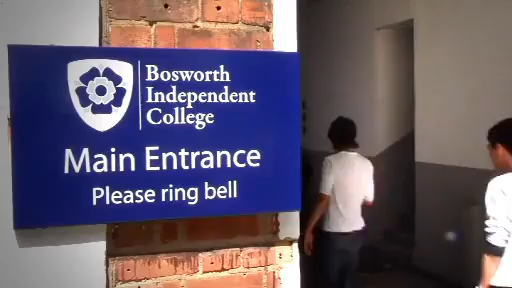 Bosworth
Independent
College
Main Entrance
Please ring bell